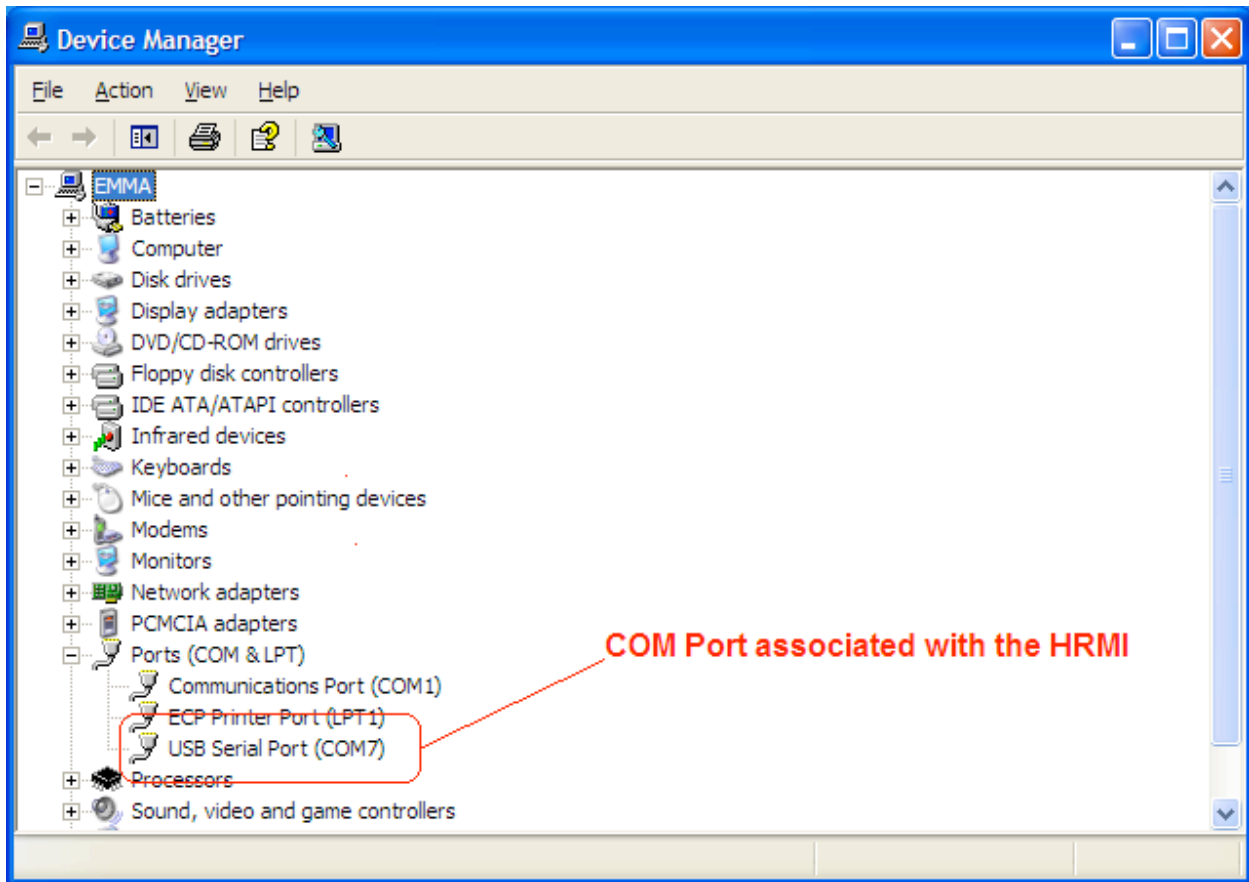 Device Manager
File Action View Help
EMMA
Batteries
Computer
Disk drives
Display adapters
DVD/CD-ROM drives
Floppy disk controllers
IDE ATA/ATAPI controllers
Infrared devices
Keyboards
Mice and other pointing devices
Modems
Monitors
Network adapters
PCMCIA adapters
Ports (COM & LPT)
COM Port associated with the HRMI
Communications Port (COM1)
ECP Printer Port (LPT1)
USB Serial Port (COM7)
Processors
Sound, video and game controllers